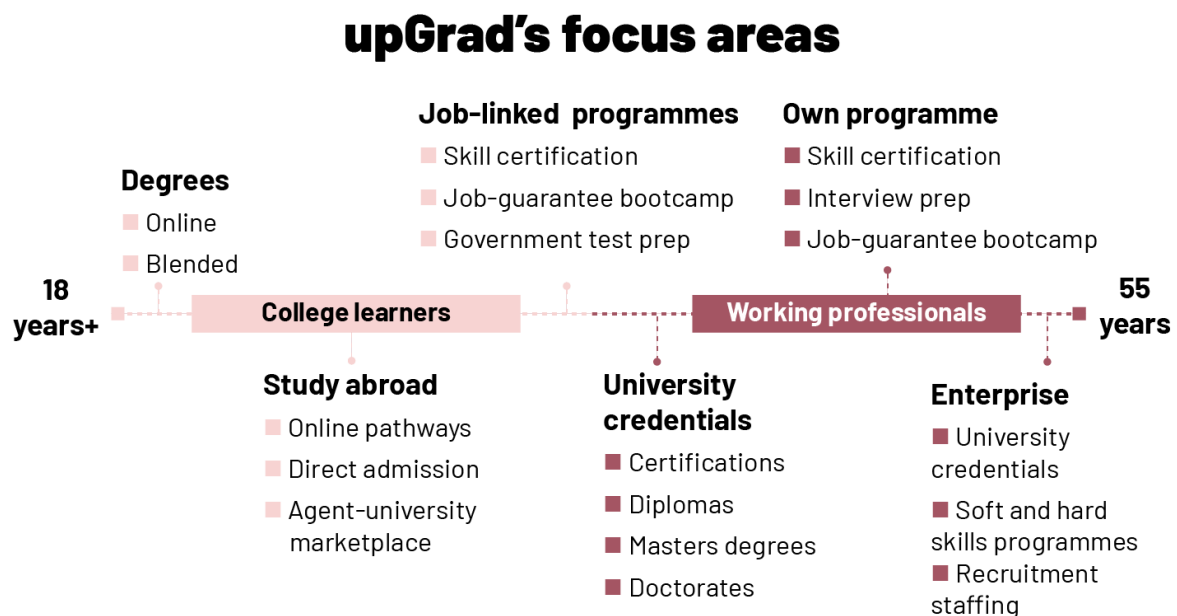 upGrad’s focus areas
Job-linked programmes
Skill certification
Job-guarantee bootcamp
Government test prep
Own programme
Skill certification
Interview prep
Job-guarantee bootcamp
Degrees
Online
Blended
18
years+
College learners
Working professionals
55
years
Study abroad
Online pathways
Direct admission
Agent-university
marketplace
University
credentials
Certifications
Diplomas
Masters degrees
Doctorates
Enterprise
University
credentials
Soft and hard
skills programmes
Recruitment
staffing